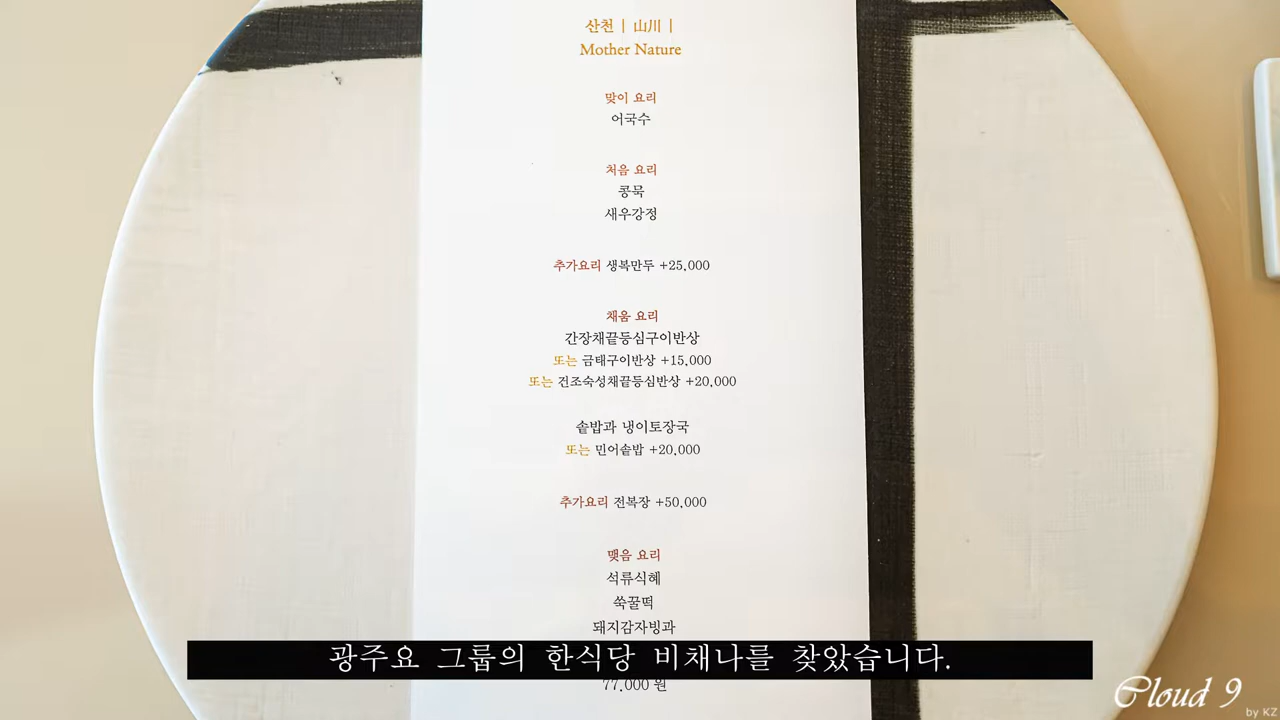 산천 | 山川 |
Mother Nature
맞이 요리
어국수
처음 요리
콩묵
새우강정
추가요리 생복만두 +25,000
채움 요리
간장채끝등심구이반상
또는 금태구이반상 +15,000
또는 건조숙성채끝등심반상 +20,000
솥밥과 냉이토장국
또는 민어솥밥 +20,000
추가요리 전복장 +50,000
맺음 요리
석류식혜
쑥꿀떡
돼지감자빙과
광주요 그룹의 한식당 비채나를 찾았습니다.
77,000 원
Cloud 9
by KZ